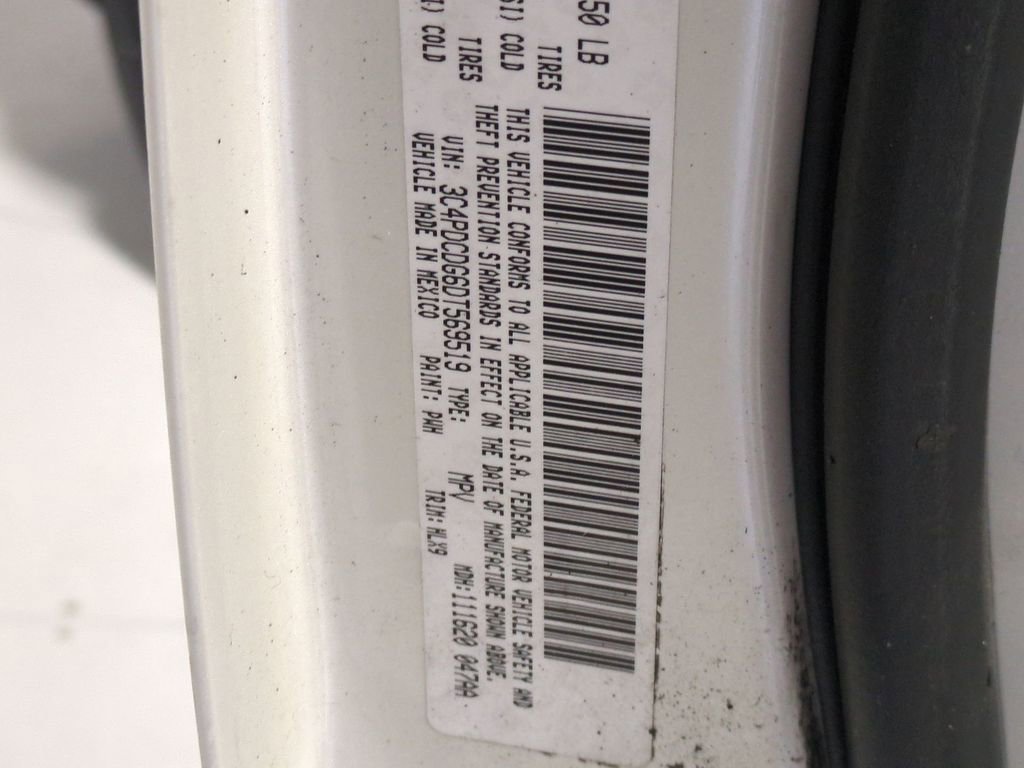 50 LB
TIRES
SI) COLD
TIRES
I) COLD
THIS VEHICLE CONFORMS TO ALL APPLICABLE U.S.A. FEDERAL MOTOR VEHICLE SAFETY AND
THEFT PREVENTION STANDARDS IN EFFECT ON THE DATE OF MANUFACTURE SHOWN ABOVE.
VIN: 3C4PDCDG6DT569519 TYPE: MPV MDH:111620 047AA
VEHICLE MADE IN MEXICO PAINT: PWH TRIM:HLX9